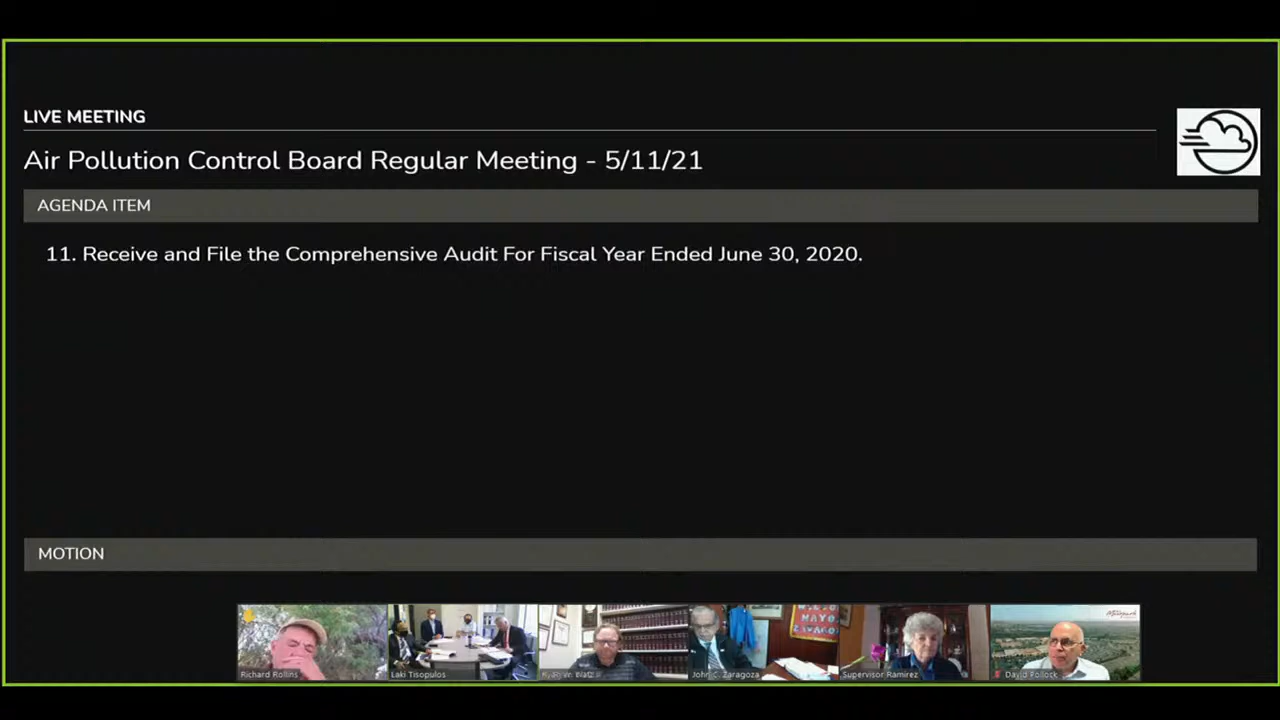 LIVE MEETING
Air Pollution Control Board Regular Meeting - 5/11/21
AGENDA ITEM
11. Receive and File the Comprehensive Audit For Fiscal Year Ended June 30, 2020.
MOTION
Richard Rollins
Laki Tisopulos
John C. Zaragoza
Supervisor Ramirez
David Pollock